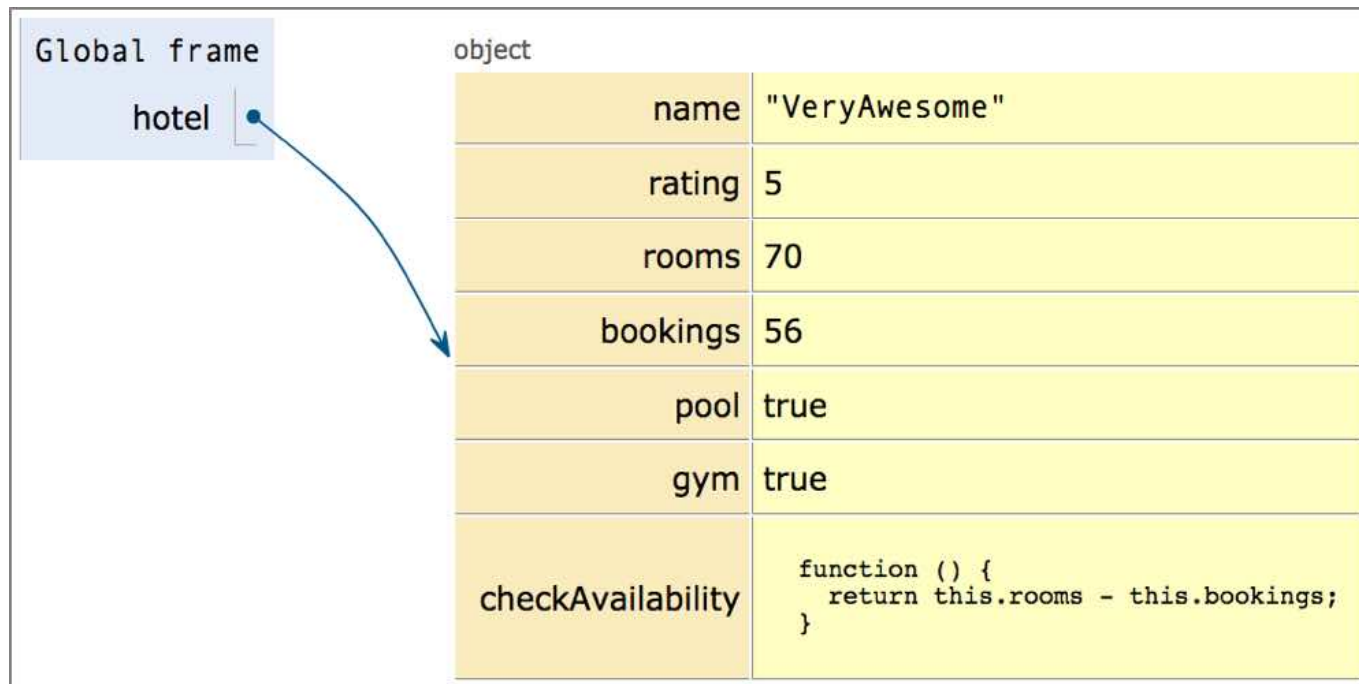 Global frame
hotel
object
name "VeryAwesome"
rating 5
rooms 70
bookings 56
pool true
gym true
checkAvailability
function () {
return this.rooms - this.bookings;
}